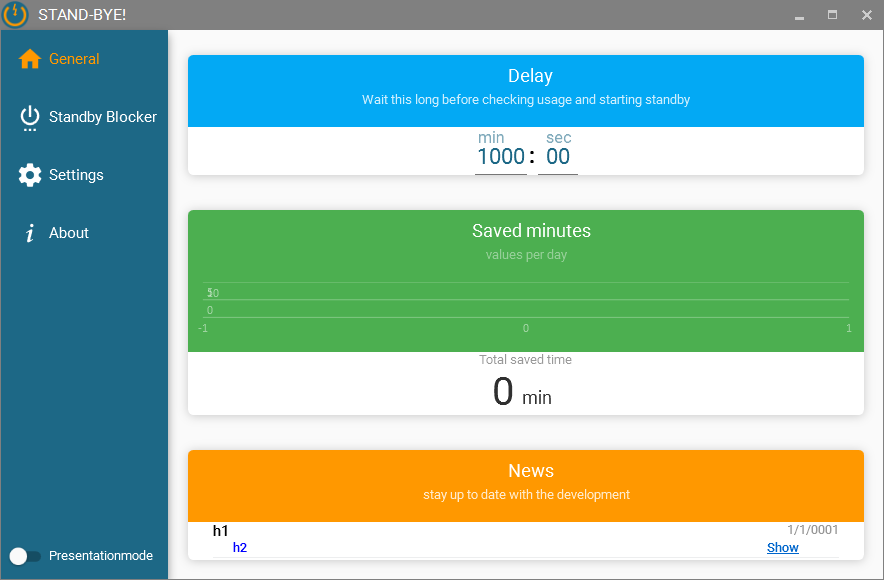 STAND-BYE!
General
Standby Blocker
Settings
About
Presentationmode
Delay
Wait this long before checking usage and starting standby
min sec
1000 : 00
Saved minutes
values per day
0
-1 0 1
Total saved time
0 min
News
stay up to date with the development
h1 1/1/0001
h2 Show